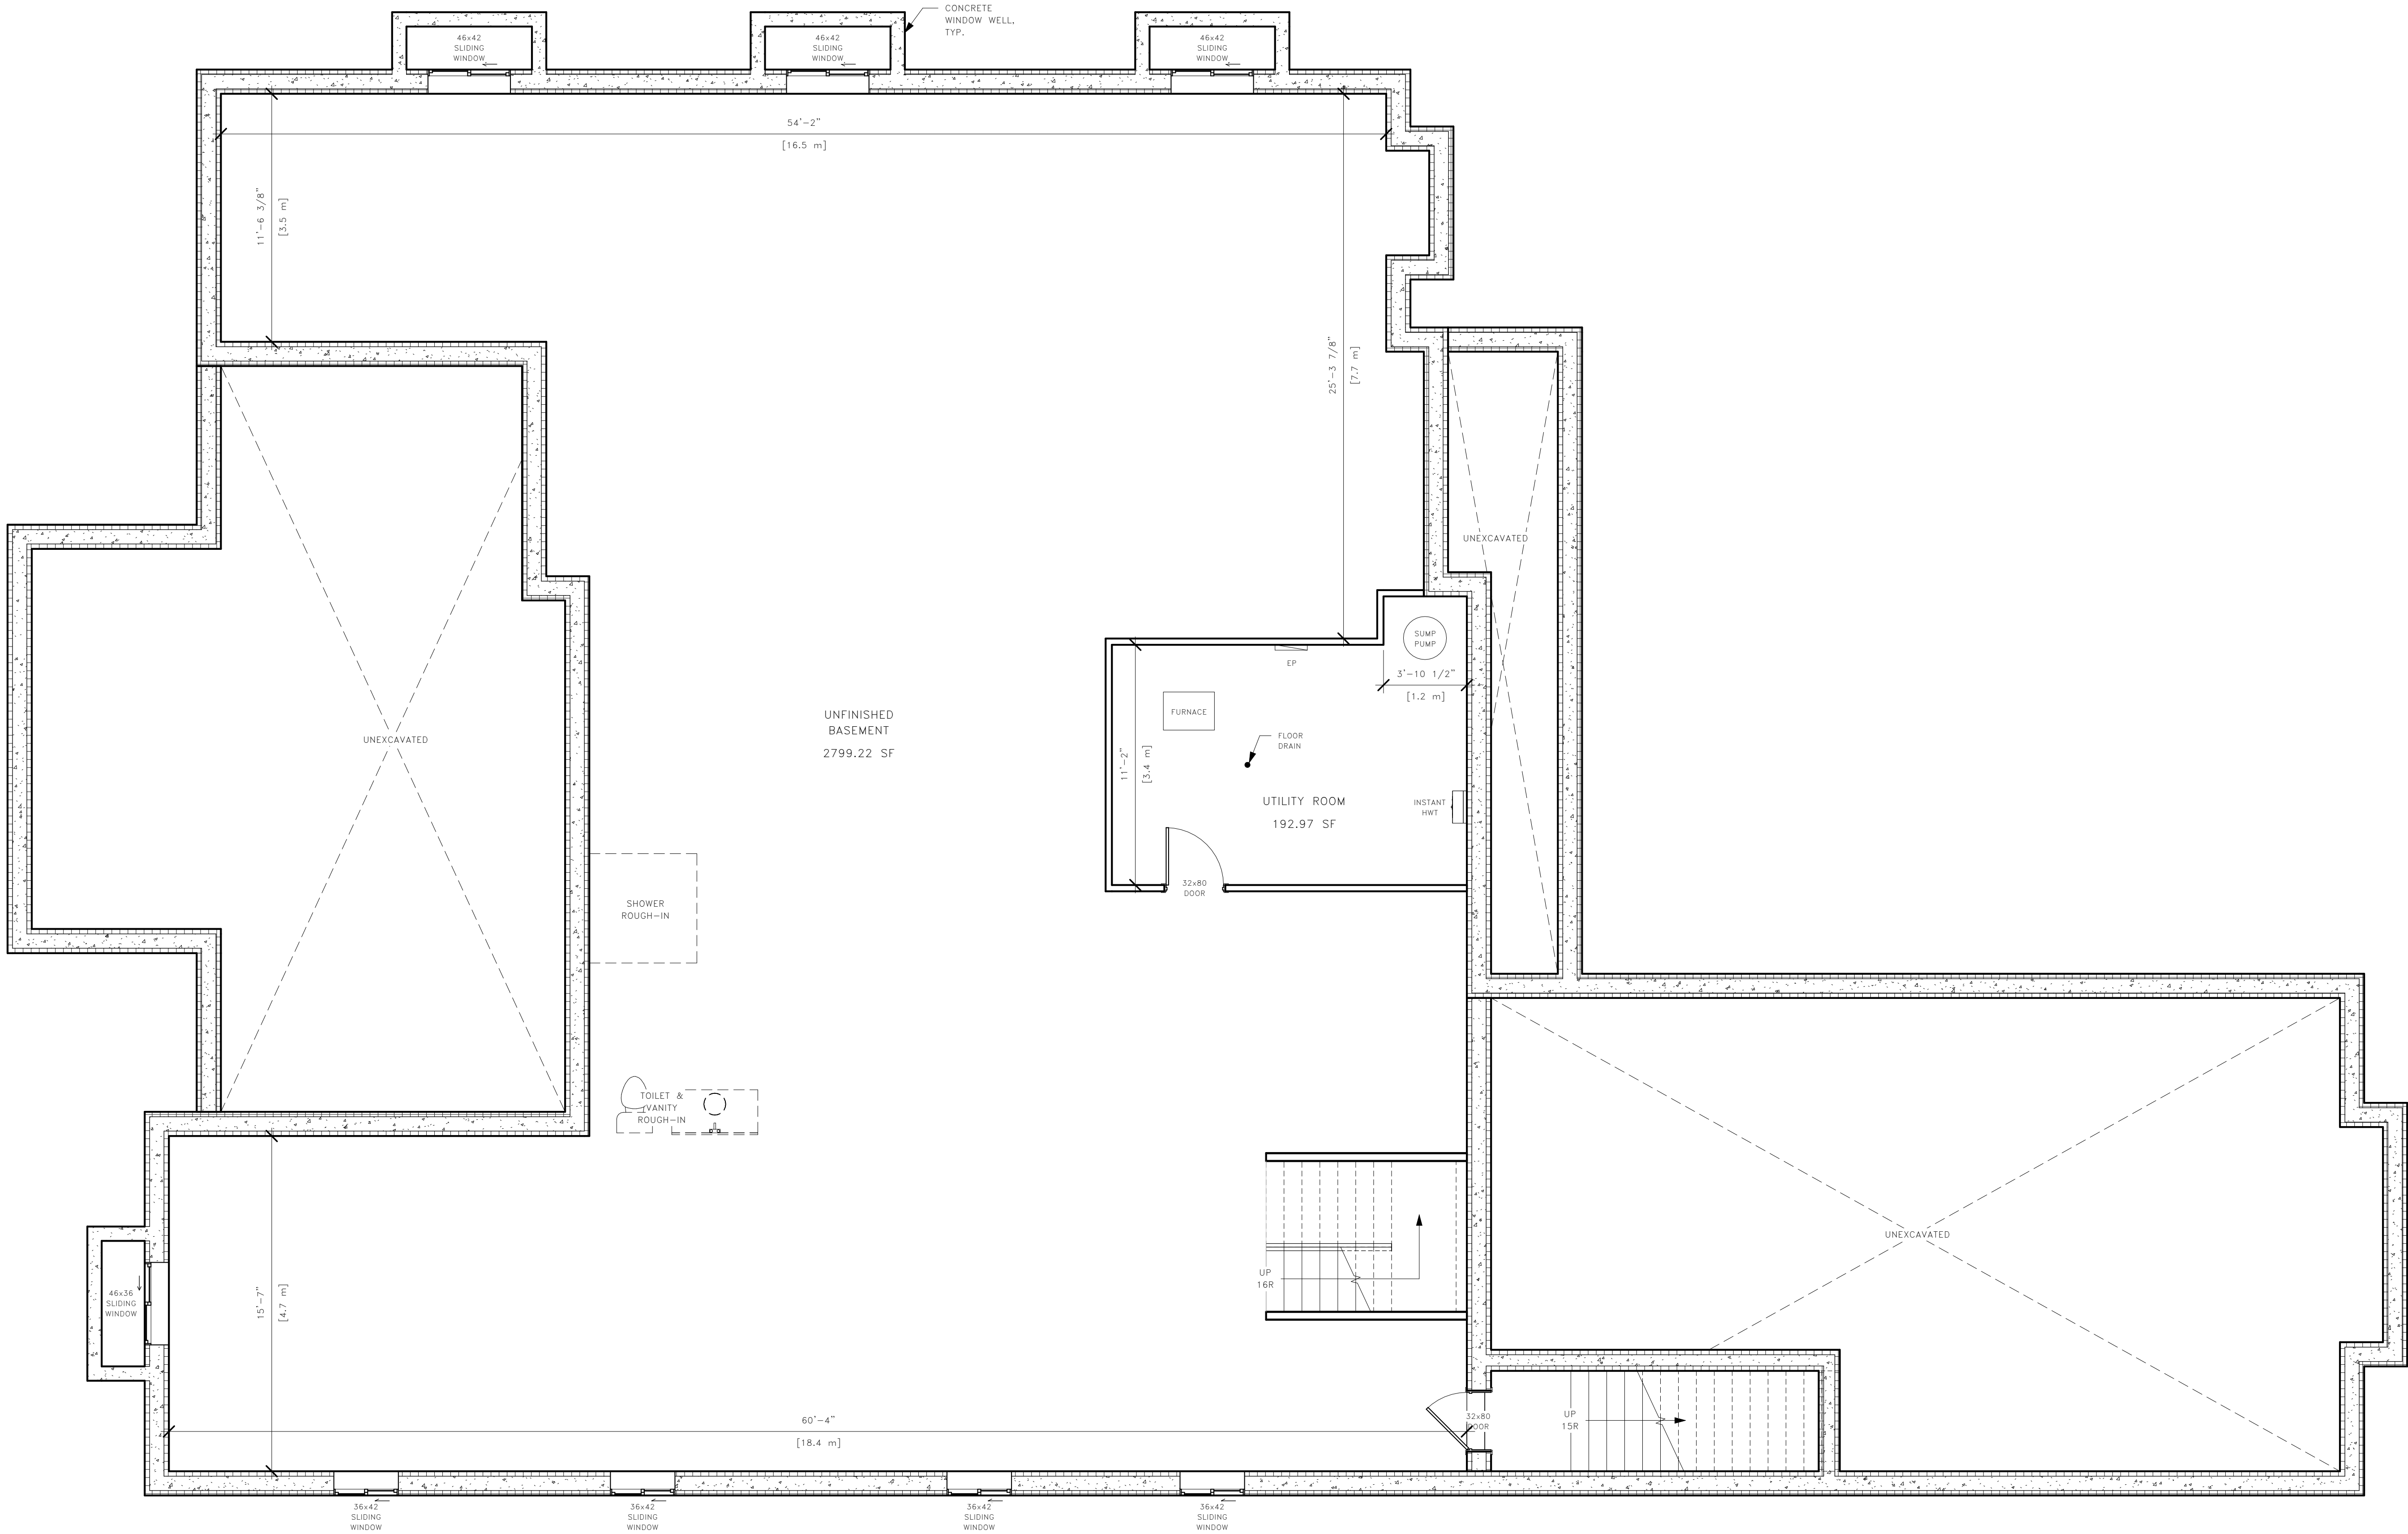 CONCRETE
WINDOW WELL,
TYP.
46x42
SLIDING
WINDOW
46x42
SLIDING
WINDOW
46x42
SLIDING
WINDOW
54'-2"
[16.5 m]
11'-6 3/8"
[3.5 m]
25'-3 7/8"
[7.7 m]
UNEXCAVATED
SUMP
PUMP
EP
3'-10 1/2"
[1.2 m]
FURNACE
UNFINISHED
BASEMENT
2799.22 SF
UNEXCAVATED
FLOOR
DRAIN
11'-2"
[3.4 m]
UTILITY ROOM
192.97 SF
INSTANT
HWT
32x80
DOOR
SHOWER
ROUGH-IN
TOILET &
VANITY
ROUGH-IN
UNEXCAVATED
UP
16R
46x36
SLIDING
WINDOW
15'-7"
[4.7 m]
60'-4"
[18.4 m]
32x80
DOOR
UP
15R
36x42
SLIDING
WINDOW
36x42
SLIDING
WINDOW
36x42
SLIDING
WINDOW
36x42
SLIDING
WINDOW